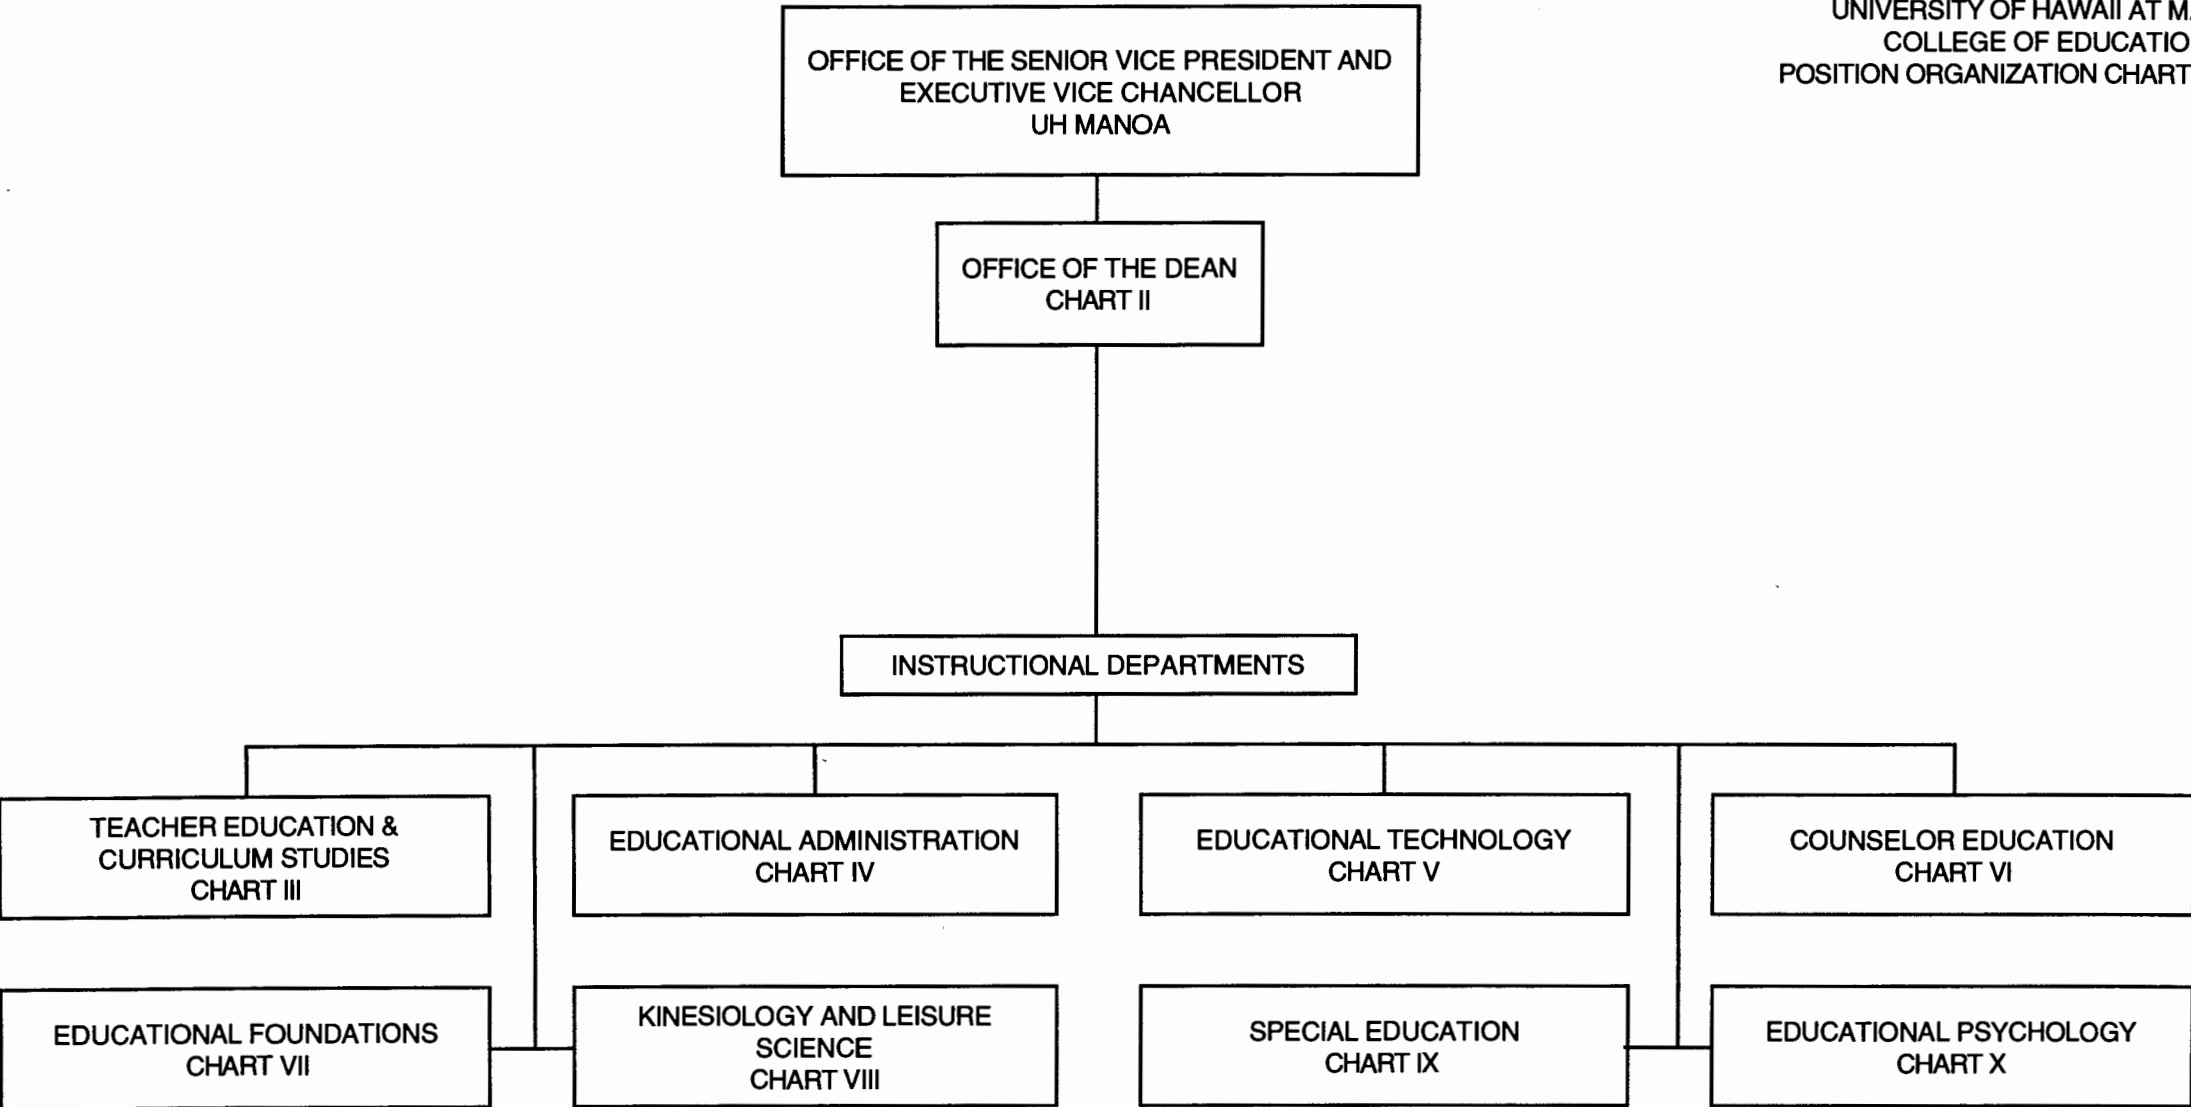 UNIVERSITY OF HAWAII AT
COLLEGE OF
POSITION ORGANIZATION CHART
OFFICE OF THE SENIOR VICE PRESIDENT AND
EXECUTIVE VICE CHANCELLOR
UH MANOA
OFFICE OF THE DEAN
CHART II
INSTRUCTIONAL DEPARTMENTS
TEACHER EDUCATION &
CURRICULUM STUDIES
CHART III
EDUCATIONAL ADMINISTRATION
CHART IV
EDUCATIONAL TECHNOLOGY
CHART V
COUNSELOR EDUCATION
CHART VI
EDUCATIONAL FOUNDATIONS
CHART VII
KINESIOLOGY AND LEISURE
SCIENCE
CHART VIII
SPECIAL EDUCATION
CHART IX
EDUCATIONAL PSYCHOLOGY
CHART X